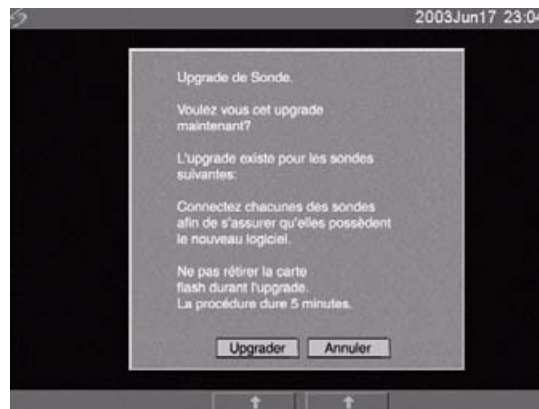 2003Jun17 23:04
Upgrade de Sonde.
Voulez vous cet upgrade
maintenant?
L'upgrade existe pour les sondes
suivantes:
Connectez chacunes des sondes
afin de s'assurer qu'elles possèdent
le nouveau logiciel.
Ne pas rétirer la carte
flash durant l'upgrade.
La procédure dure 5 minutes.
Upgrader Annuler